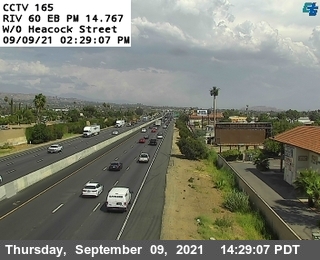 CCTV 165
RIV 60 EB PM 14.767
W/O Heacock Street
09/09/21 02:29:07 PM
Thursday, September 09, 2021 14:29:07 PDT